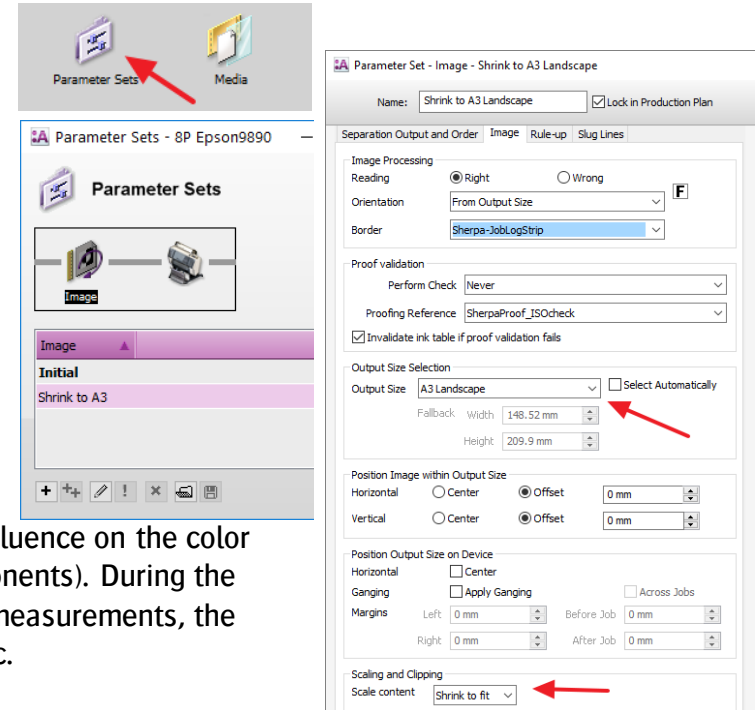 Parameter Sets
Media
Parameter Sets - 8P Epson9890
Parameter Sets
Image
Image
Initial
Shrink to A3
luence on the color
onents). During the
neasurements, the
c.
Parameter Set - Image - Shrink to A3 Landscape
Name: Shrink to A3 Landscape Lock in Production Plan
Separation Output and Order Image Rule-up Slug Lines
Image Processing
Reading Right Wrong
Orientation From Output Size F
Border Sherpa-JobLogStrip
Proof validation
Perform Check Never
Proofing Reference SherpaProof_ISOcheck
Invalidate ink table if proof validation fails
Output Size Selection
Output Size A3 Landscape Select Automatically
Fallback Width 148.52 mm
Height 209.9 mm
Position Image within Output Size
Horizontal Center Offset 0 mm
Vertical Center Offset 0 mm
Position Output Size on Device
Horizontal Center
Ganging Apply Ganging Across Jobs
Margins Left 0 mm Before Job 0 mm
Right 0 mm After Job 0 mm
Scaling and Clipping
Scale content Shrink to fit